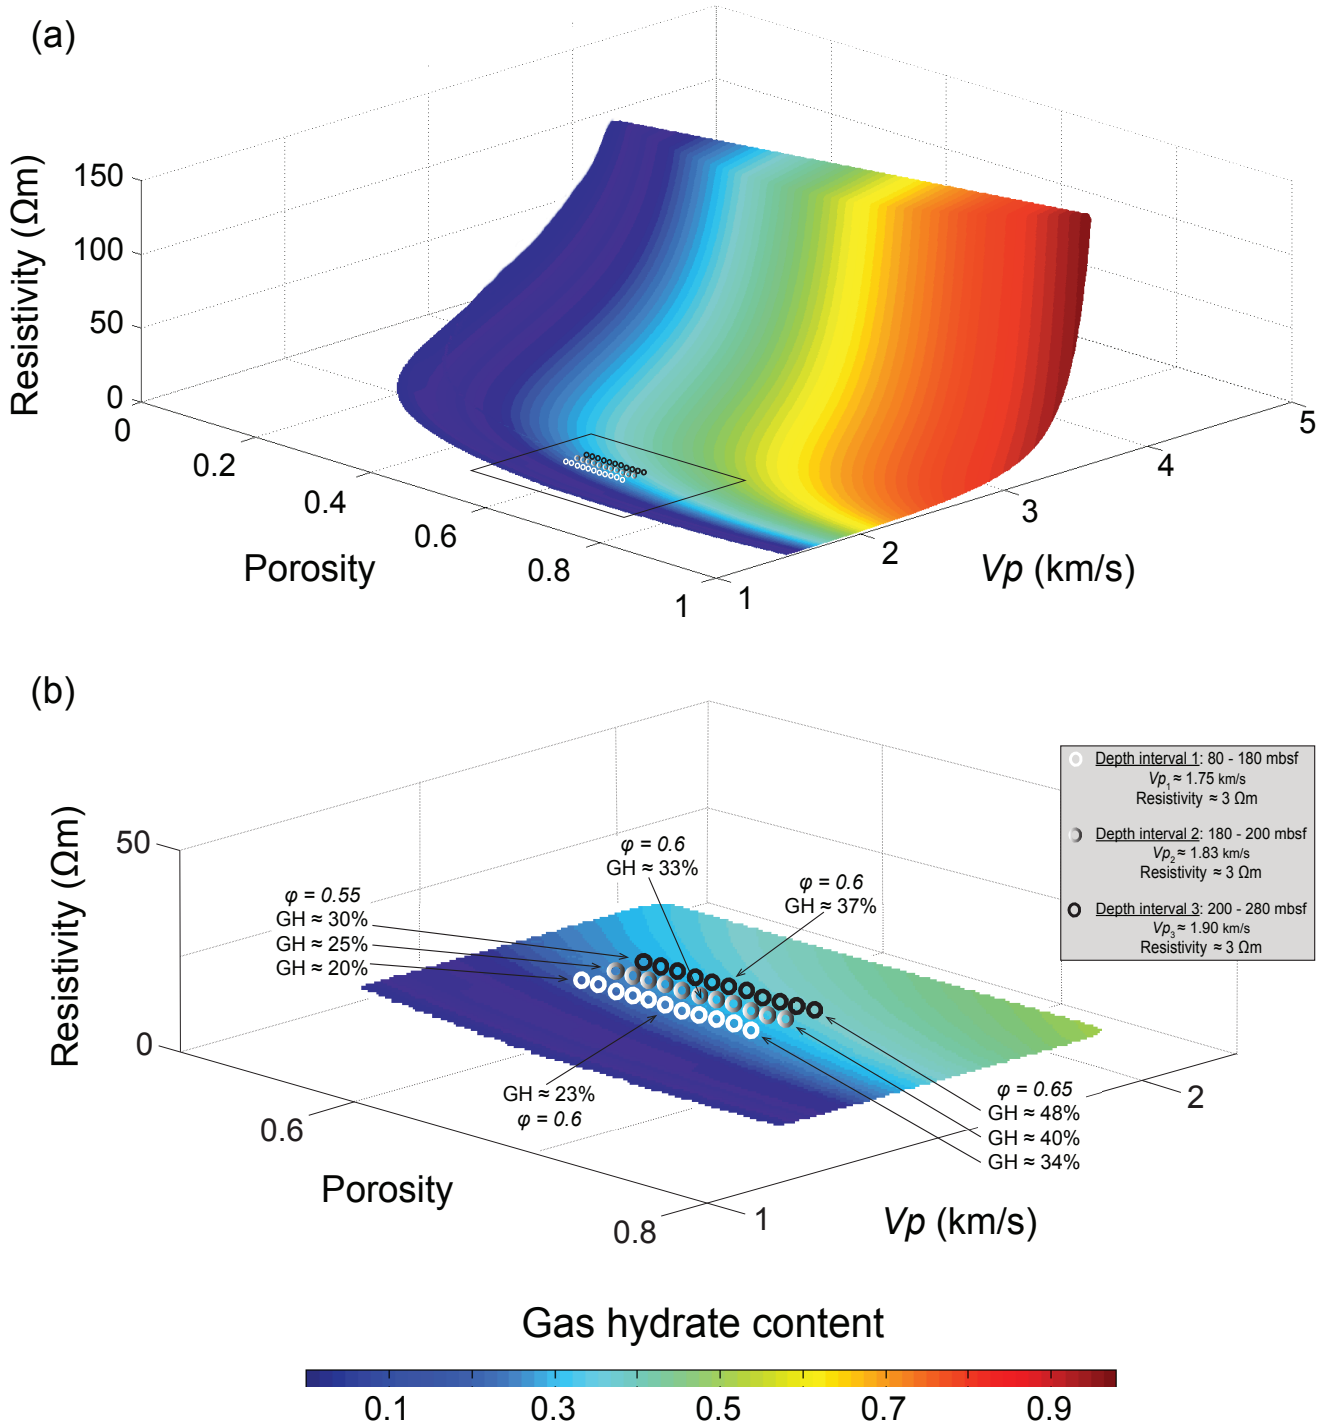 (a)
Resistivity (Ωm)
150
100
50
0
0
0.2
0.4
0.6
0.8
1
Porosity
1
2
3
4
5
Vp (km/s)
(b)
Resistivity (Ωm)
50
0
0.6
0.8
Porosity
1
2
Vp (km/s)
φ = 0.55
GH ≈ 30%
GH ≈ 25%
GH ≈ 20%
φ = 0.6
GH ≈ 33%
φ = 0.6
GH ≈ 37%
GH ≈ 23%
φ = 0.6
φ = 0.65
GH ≈ 48%
GH ≈ 40%
GH ≈ 34%
Depth interval 1: 80 - 180 mbsf
Vp₁ ≈ 1.75 km/s
Resistivity ≈ 3 Ωm
Depth interval 2: 180 - 200 mbsf
Vp₂ ≈ 1.83 km/s
Resistivity ≈ 3 Ωm
Depth interval 3: 200 - 280 mbsf
Vp₃ ≈ 1.90 km/s
Resistivity ≈ 3 Ωm
Gas hydrate content
0.1 0.3 0.5 0.7 0.9